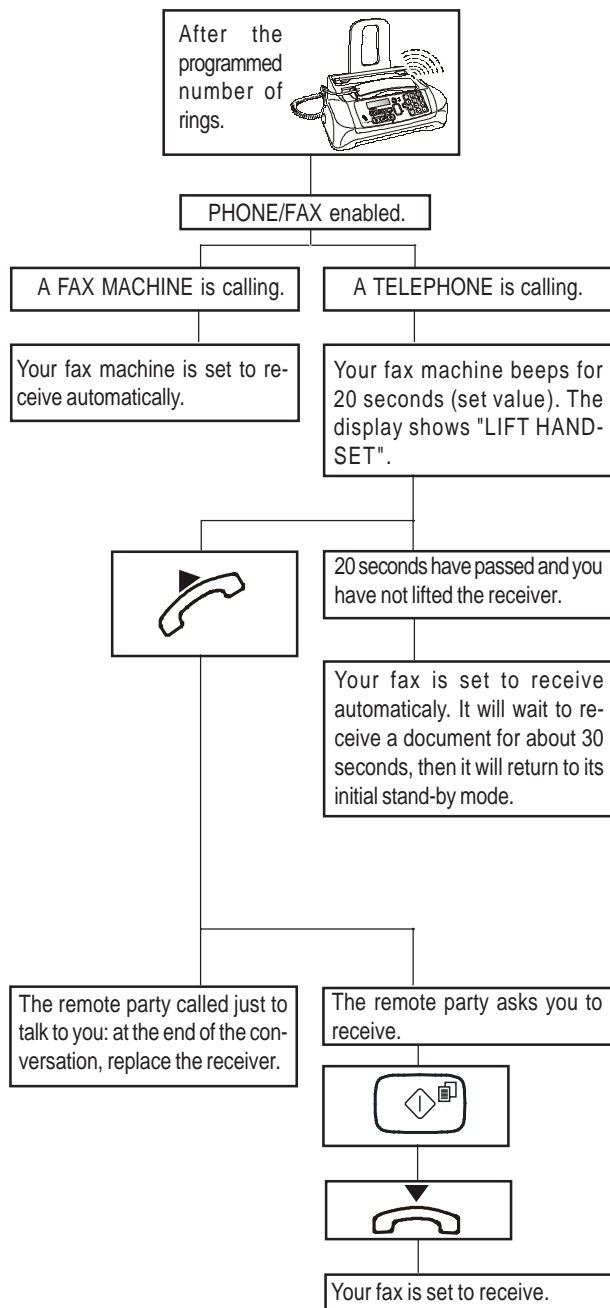 After the
programmed
number of
rings.
PHONE/FAX enabled.
A FAX MACHINE is calling.
A TELEPHONE is calling.
Your fax machine is set to re-
ceive automatically.
Your fax machine beeps for
20 seconds (set value). The
display shows "LIFT HAND-
SET".
20 seconds have passed and you
have not lifted the receiver.
Your fax is set to receive
automaticaly. It will wait to re-
ceive a document for about 30
seconds, then it will return to its
initial stand-by mode.
The remote party called just to
talk to you: at the end of the con-
versation, replace the receiver.
The remote party asks you to
receive.
Your fax is set to receive.